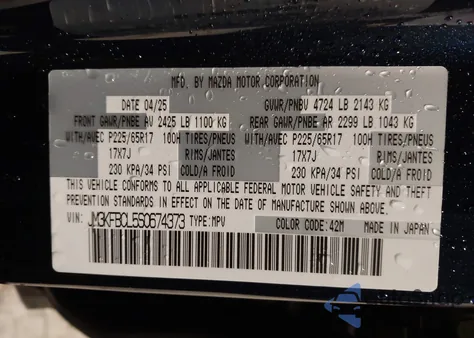 MFD. BY MAZDA MOTOR CORPORATION
DATE 04/25 GVWR/PNBV 4724 LB 2143 KG
FRONT GAWR/PNBE AV 2425 LB 1100 KG REAR GAWR/PNBE AR 2299 LB 1043 KG
WITH/AVEC P225/65R17 100H TIRES/PNEUS WITH/AVEC P225/65R17 100H TIRES/PNEUS
17X7J RIMS/JANTES 17X7J RIMS/JANTES
230 KPA/34 PSI COLD/A FROID 230 KPA/34 PSI COLD/A FROID
THIS VEHICLE CONFORMS TO ALL APPLICABLE FEDERAL MOTOR VEHICLE SAFETY AND THEFT
PREVENTION STANDARDS IN EFFECT ON THE DATE OF MANUFACTURE SHOWN ABOVE.
VIN: JM3KFBCL5S0674373 TYPE:MPV COLOR CODE:42M MADE IN JAPAN